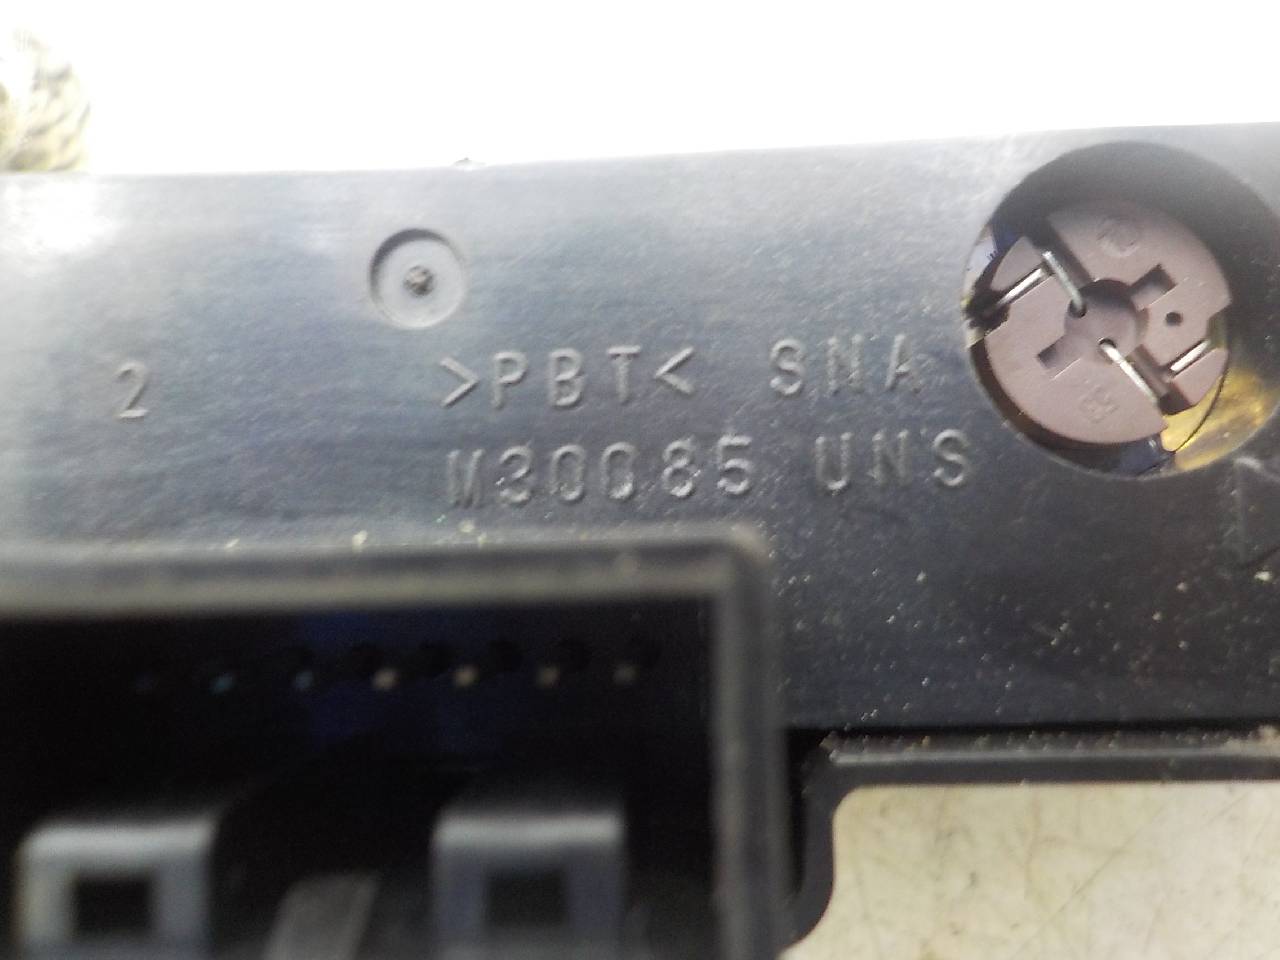 2 >PBT< SNA
M30085 UNS